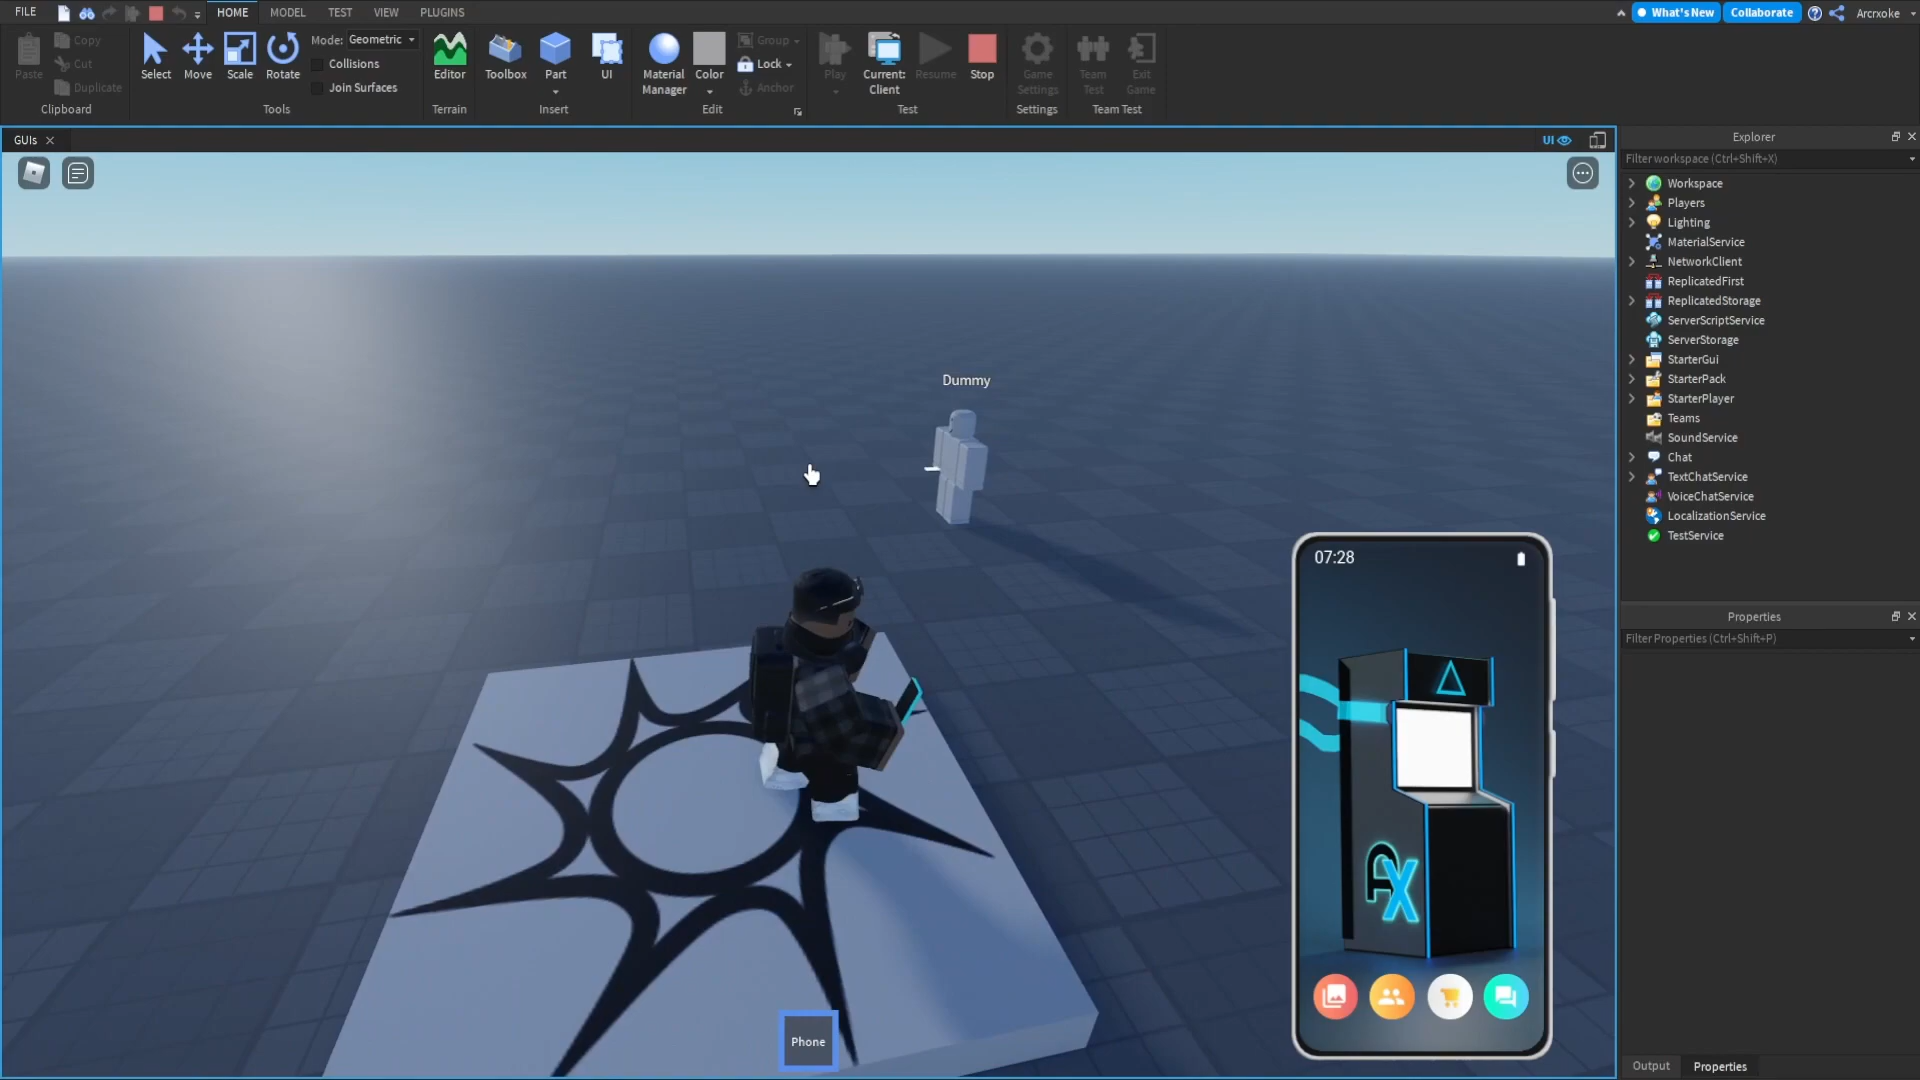 FILE
HOME
MODEL
TEST
VIEW
PLUGINS
What's New
Collaborate
Arcrxoke
Paste
Copy
Cut
Duplicate
Clipboard
Select
Move
Scale
Rotate
Mode: Geometric
Collisions
Join Surfaces
Tools
Editor
Terrain
Toolbox
Part
UI
Insert
Material
Manager
Color
Group
Lock
Anchor
Edit
Play
Current:
Client
Resume
Stop
Test
Game
Settings
Settings
Team
Test
Exit
Game
Team Test
GUIs
UI
Dummy
07:28
AX
Phone
Explorer
Filter workspace (Ctrl+Shift+X)
Workspace
Players
Lighting
MaterialService
NetworkClient
ReplicatedFirst
ReplicatedStorage
ServerScriptService
ServerStorage
StarterGui
StarterPack
StarterPlayer
Teams
SoundService
Chat
TextChatService
VoiceChatService
LocalizationService
TestService
Properties
Filter Properties (Ctrl+Shift+P)
Output
Properties